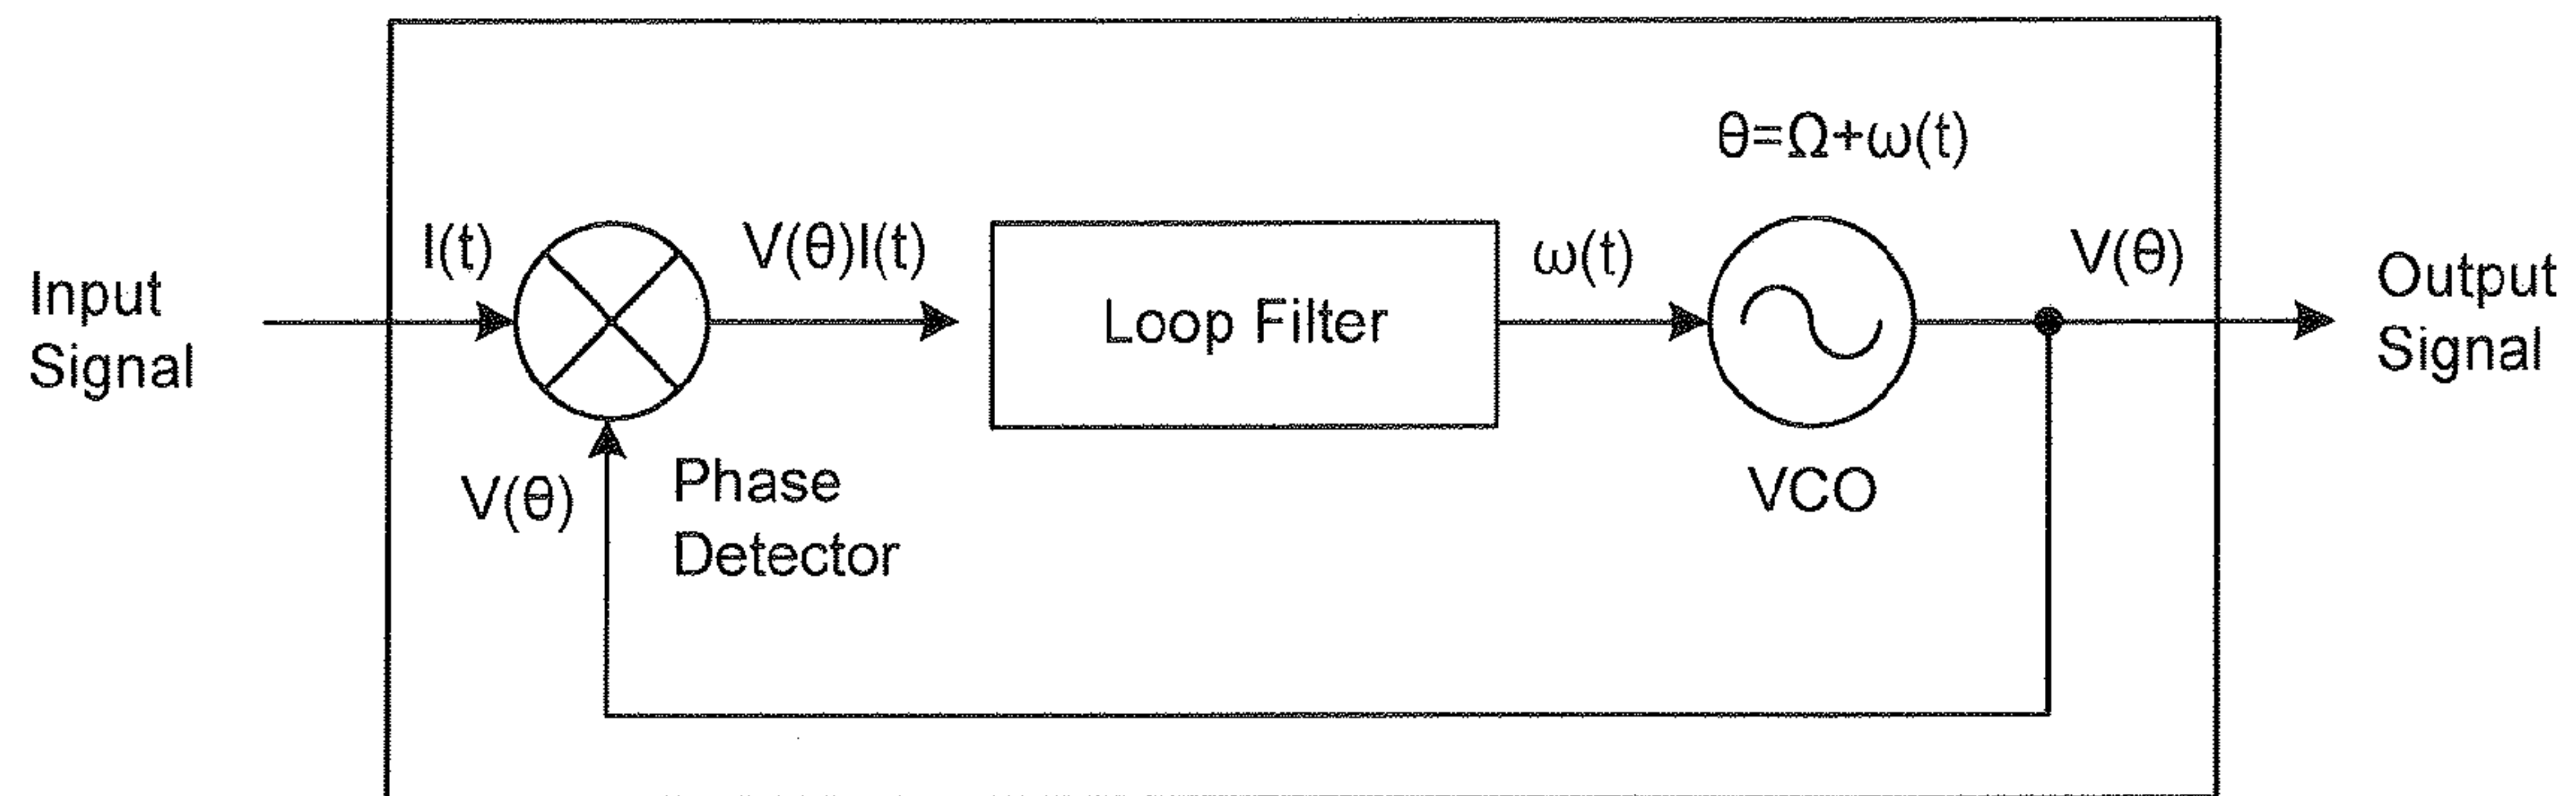 θ=Ω+ω(t)
I(t)
V(θ)I(t)
ω(t)
V(θ)
Input
Signal
Loop Filter
Output
Signal
V(θ)
Phase
Detector
VCO